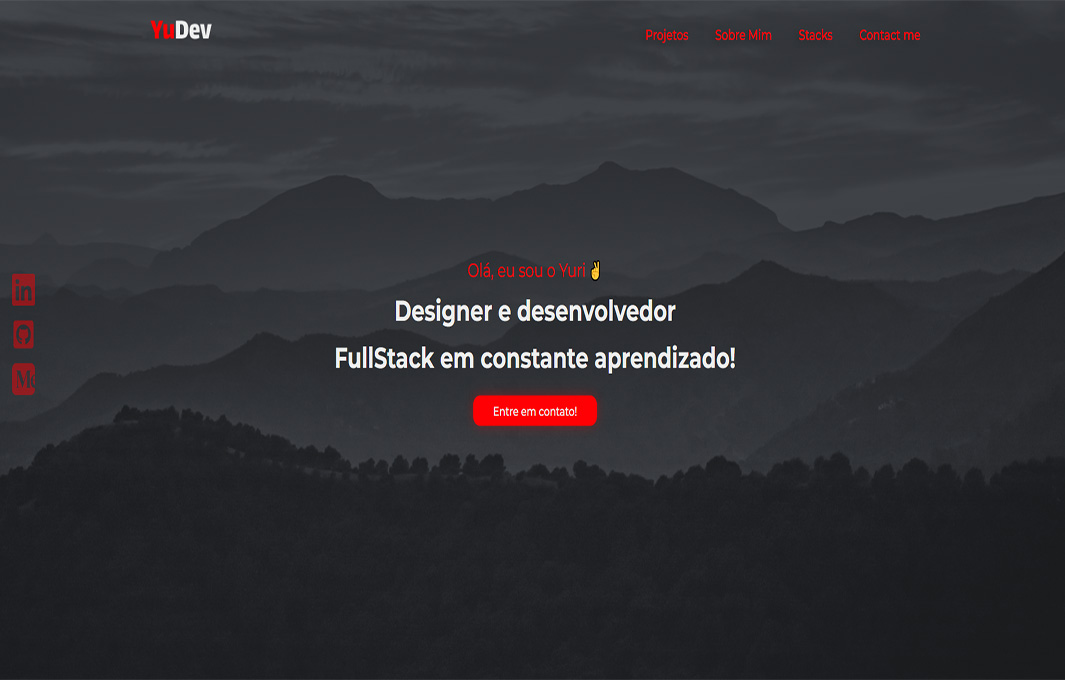 YuDev
Projetos Sobre Mim Stacks Contact me
Olá, eu sou o Yuri ✌
Designer e desenvolvedor
FullStack em constante aprendizado!
Entre em contato!
in